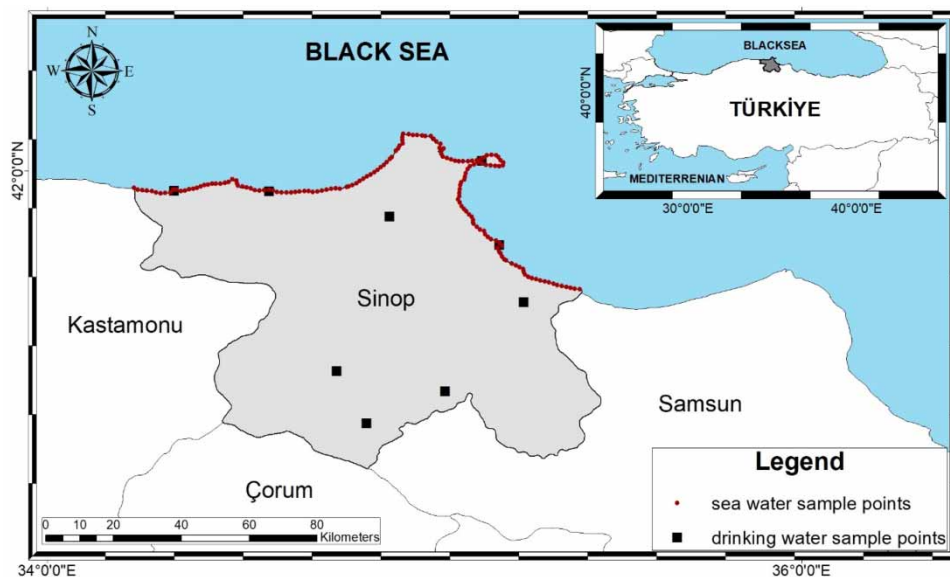 N
W E
S
BLACK SEA
BLACKSEA
TÜRKİYE
MEDITERRENIAN
40°0'0"N
30°0'0"E 40°0'0"E
42°0'0"N
Sinop
Kastamonu
Samsun
Çorum
Legend
sea water sample points
drinking water sample points
0 5 10 20 40 60 80
Kilometers
34°0'0"E 36°0'0"E